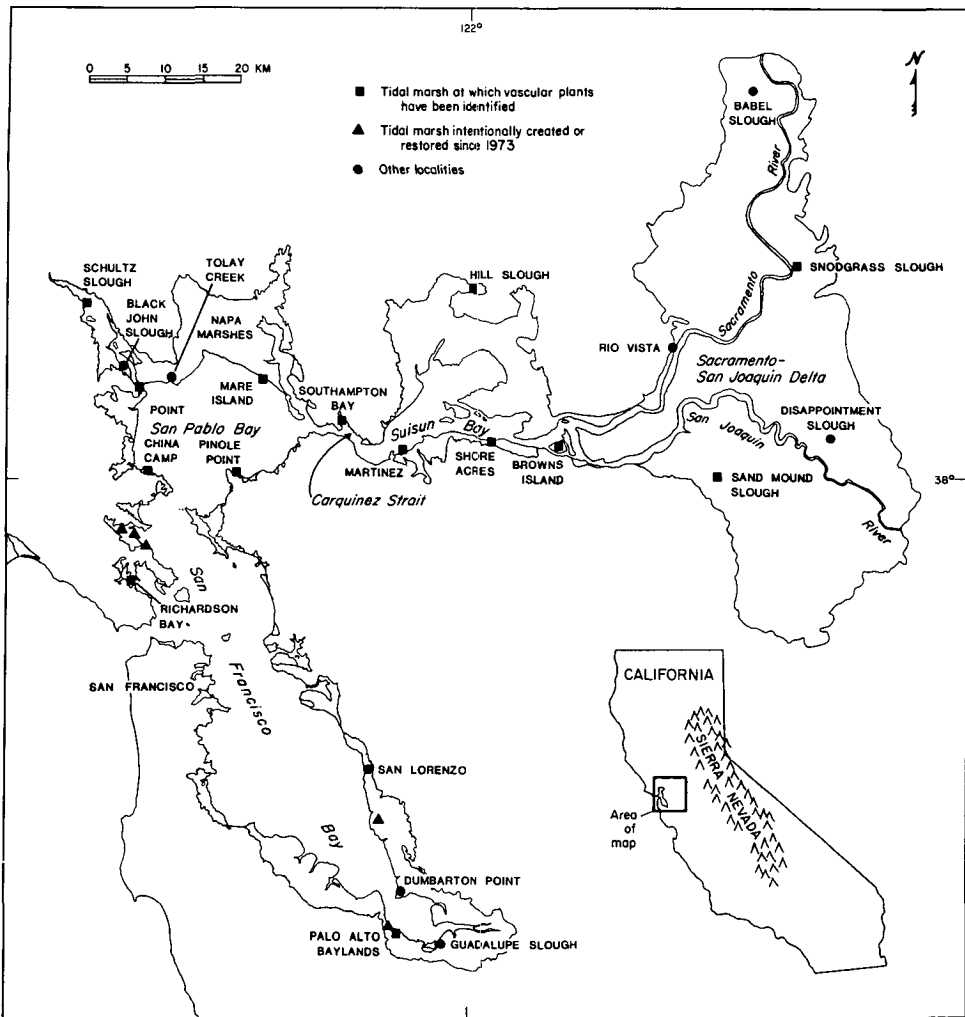 122°
N
0 5 10 15 20 KM
■ Tidal marsh at which vascular plants
have been identified
▲ Tidal marsh intentionally created or
restored since 1973
● Other localities
BABEL
SLOUGH
River
Sacramento
SNODGRASS SLOUGH
SCHULTZ
SLOUGH
TOLAY
CREEK
BLACK
JOHN
SLOUGH
NAPA
MARSHES
HILL SLOUGH
RIO VISTA
Sacramento-
San Joaquin Delta
MARE
ISLAND
SOUTHAMPTON
BAY
POINT
San Pablo Bay
CHINA
CAMP
PINOLE
POINT
Suisun Bay
MARTINEZ
SHORE
ACRES
BROWNS
ISLAND
Carquinez Strait
San Joaquin
River
DISAPPOINTMENT
SLOUGH
SAND MOUND
SLOUGH
38°
RICHARDSON
BAY
San
Francisco
Bay
SAN FRANCISCO
SAN LORENZO
DUMBARTON POINT
PALO ALTO
BAYLANDS
GUADALUPE SLOUGH
CALIFORNIA
SIERRA NEVADA
Area
of
map